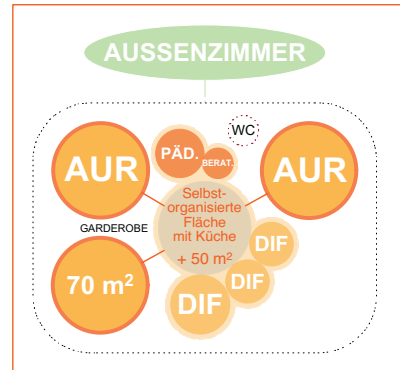 AUSSENZIMMER
WC
PÄD.
BERAT.
AUR
AUR
Selbst-
organisierte
Fläche
mit Küche
+ 50 m²
GARDEROBE
DIF
70 m²
DIF
DIF